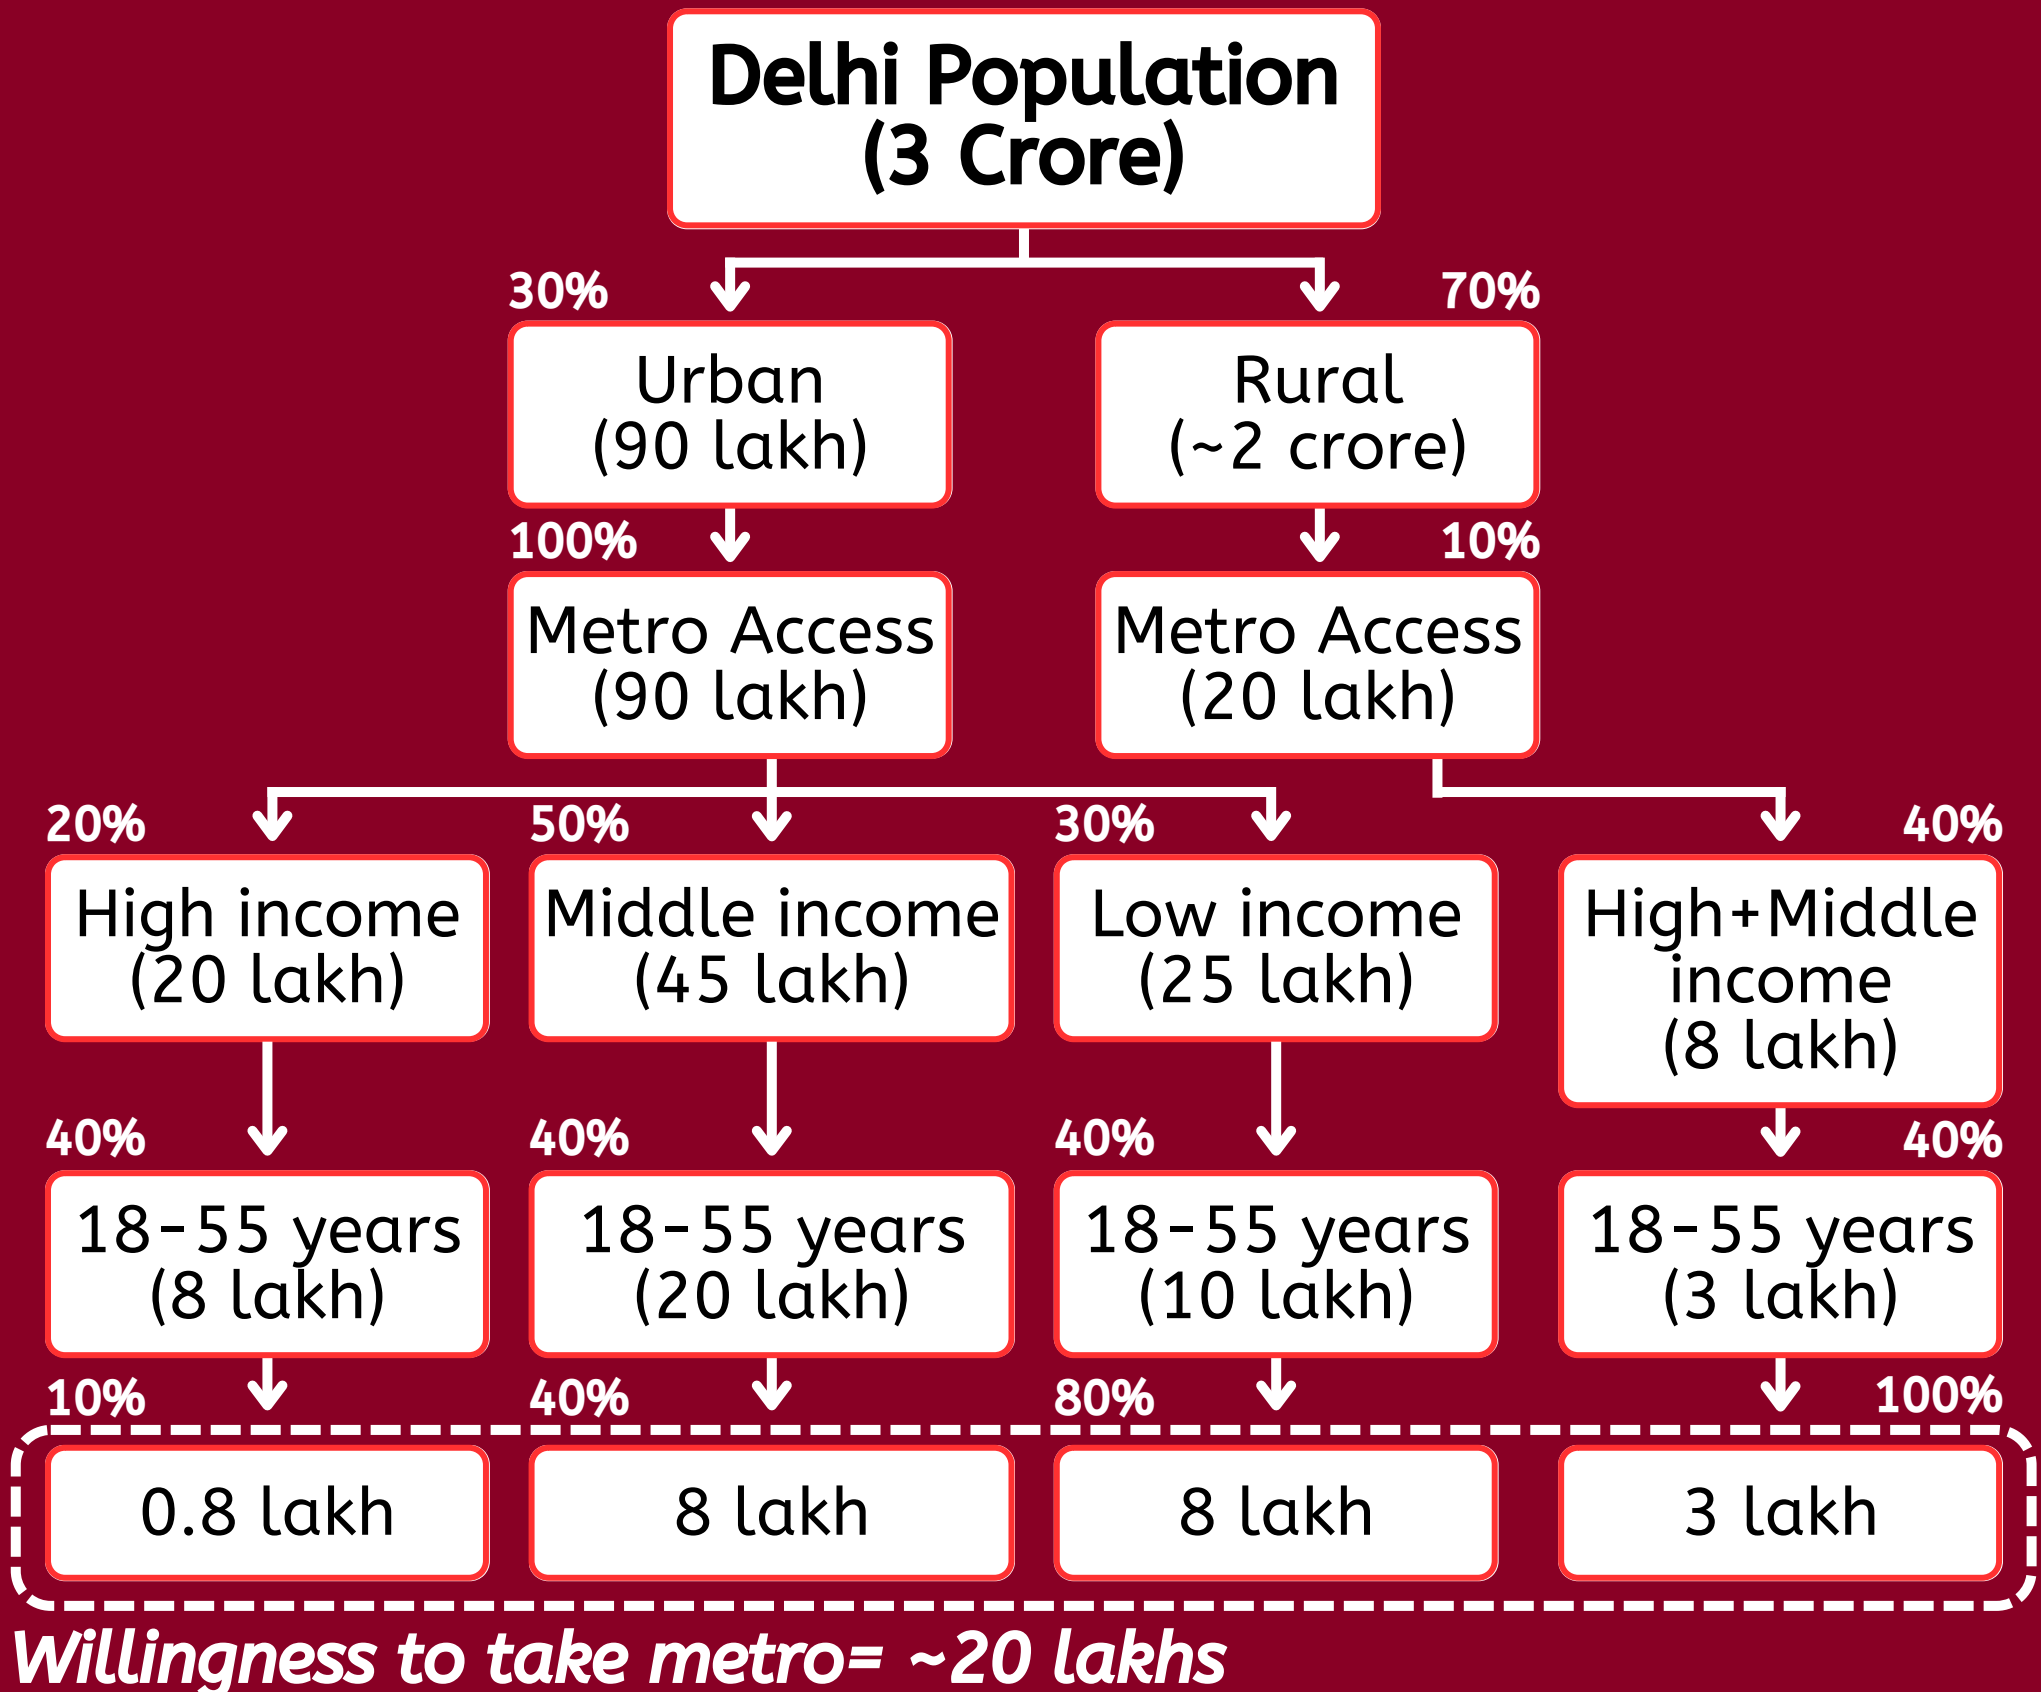 Delhi Population
(3 Crore)
30%
70%
Urban
(90 lakh)
Rural
(~2 crore)
100%
10%
Metro Access
(90 lakh)
Metro Access
(20 lakh)
20%
50%
30%
40%
High income
(20 lakh)
Middle income
(45 lakh)
Low income
(25 lakh)
High+Middle
income
(8 lakh)
40%
40%
40%
40%
18-55 years
(8 lakh)
18-55 years
(20 lakh)
18-55 years
(10 lakh)
18-55 years
(3 lakh)
10%
40%
80%
100%
0.8 lakh
8 lakh
8 lakh
3 lakh
Willingness to take metro= ~20 lakhs